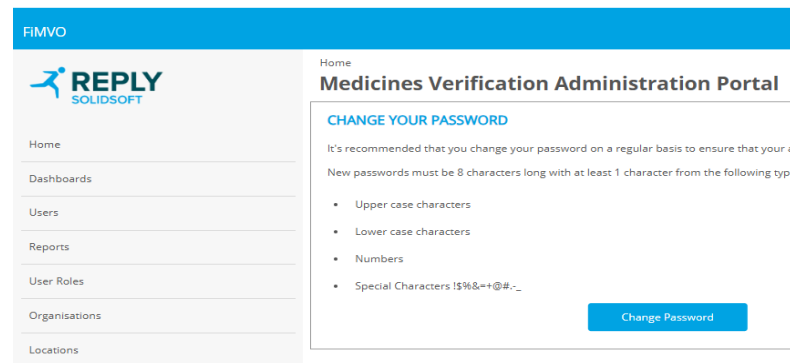 FiMVO
REPLY
SOLIDSOFT
Home
Dashboards
Users
Reports
User Roles
Organisations
Locations
Home
Medicines Verification Administration Portal
CHANGE YOUR PASSWORD
It's recommended that you change your password on a regular basis to ensure that your
New passwords must be 8 characters long with at least 1 character from the following
• Upper case characters
• Lower case characters
• Numbers
• Special Characters !$%&=+@#.-_
Change Password